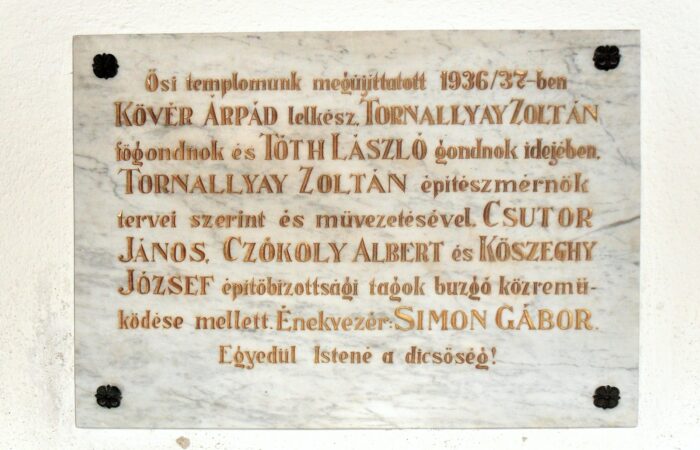 Ősi templomunk megújíttatott 1936/37-ben
KÖVÉR ÁRPÁD lelkész, TORNALLYAY ZOLTÁN
főgondnok és TÓTH LÁSZLÓ gondnok idejében,
TORNALLYAY ZOLTÁN építészmérnök
tervei szerint és művezetésével. CSUTOR
JÁNOS, CZÓKOLY ALBERT és KŐSZEGHY
JÓZSEF építőbizottsági tagok buzgó közremű-
ködése mellett. Énekvezér: SIMON GÁBOR.
Egyedül Istené a dicsőség!